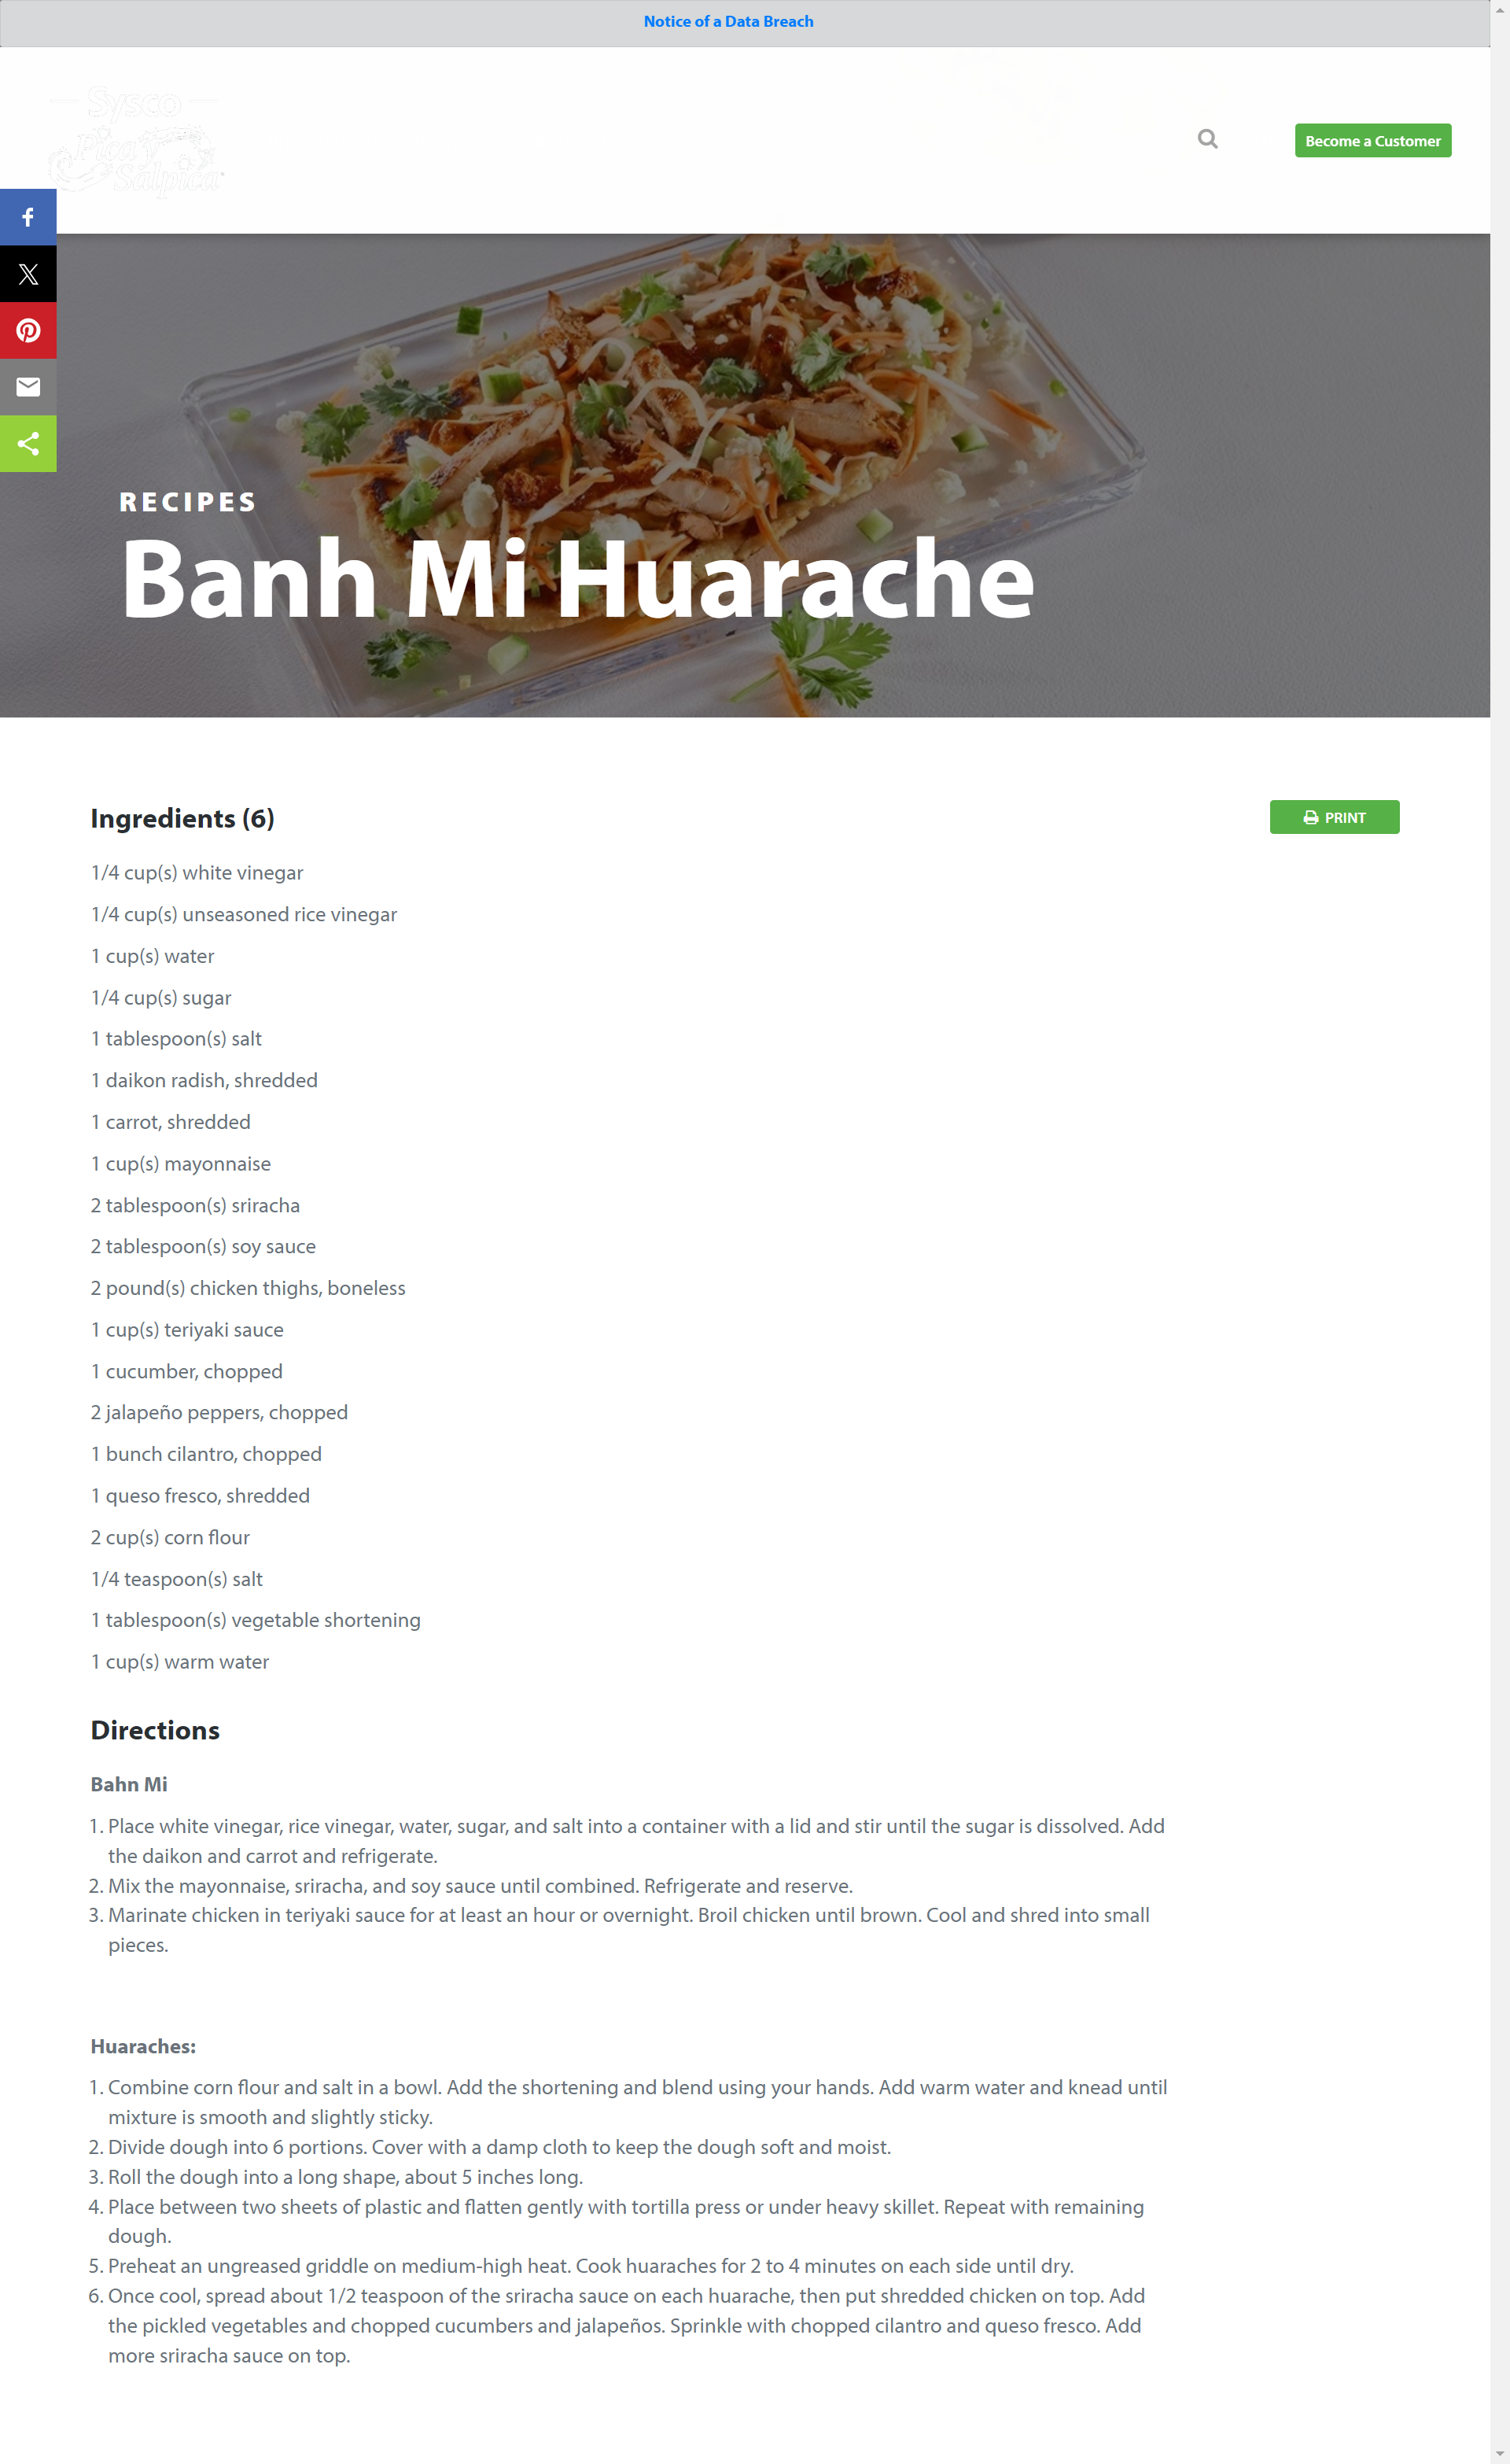 Notice of a Data Breach
Sysco
Pica
Salpica
Become a Customer
RECIPES
Banh Mi Huarache
Ingredients (6)
PRINT
1/4 cup(s) white vinegar
1/4 cup(s) unseasoned rice vinegar
1 cup(s) water
1/4 cup(s) sugar
1 tablespoon(s) salt
1 daikon radish, shredded
1 carrot, shredded
1 cup(s) mayonnaise
2 tablespoon(s) sriracha
2 tablespoon(s) soy sauce
2 pound(s) chicken thighs, boneless
1 cup(s) teriyaki sauce
1 cucumber, chopped
2 jalapeño peppers, chopped
1 bunch cilantro, chopped
1 queso fresco, shredded
2 cup(s) corn flour
1/4 teaspoon(s) salt
1 tablespoon(s) vegetable shortening
1 cup(s) warm water
Directions
Bahn Mi
1. Place white vinegar, rice vinegar, water, sugar, and salt into a container with a lid and stir until the sugar is dissolved. Add
the daikon and carrot and refrigerate.
2. Mix the mayonnaise, sriracha, and soy sauce until combined. Refrigerate and reserve.
3. Marinate chicken in teriyaki sauce for at least an hour or overnight. Broil chicken until brown. Cool and shred into small
pieces.
Huaraches:
1. Combine corn flour and salt in a bowl. Add the shortening and blend using your hands. Add warm water and knead until
mixture is smooth and slightly sticky.
2. Divide dough into 6 portions. Cover with a damp cloth to keep the dough soft and moist.
3. Roll the dough into a long shape, about 5 inches long.
4. Place between two sheets of plastic and flatten gently with tortilla press or under heavy skillet. Repeat with remaining
dough.
5. Preheat an ungreased griddle on medium-high heat. Cook huaraches for 2 to 4 minutes on each side until dry.
6. Once cool, spread about 1/2 teaspoon of the sriracha sauce on each huarache, then put shredded chicken on top. Add
the pickled vegetables and chopped cucumbers and jalapeños. Sprinkle with chopped cilantro and queso fresco. Add
more sriracha sauce on top.